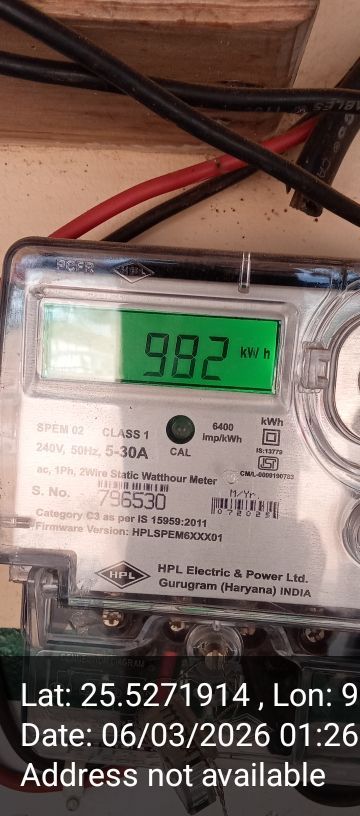 HPL
982 kWh
SPEM 02 CLASS 1
6400 imp/kWh
kWh
240V, 50Hz, 5-30A
CAL
IS:13779
ac, 1Ph, 2Wire Static Watthour Meter
CM/L-0099190783
S. No. 796530
M/Yr
Category C3 as per IS 15959:2011
Firmware Version: HPLSPEM6XXX01
HPL
HPL Electric & Power Ltd.
Gurugram (Haryana) INDIA
Lat: 25.5271914 , Lon: 9
Date: 06/03/2026 01:26
Address not available